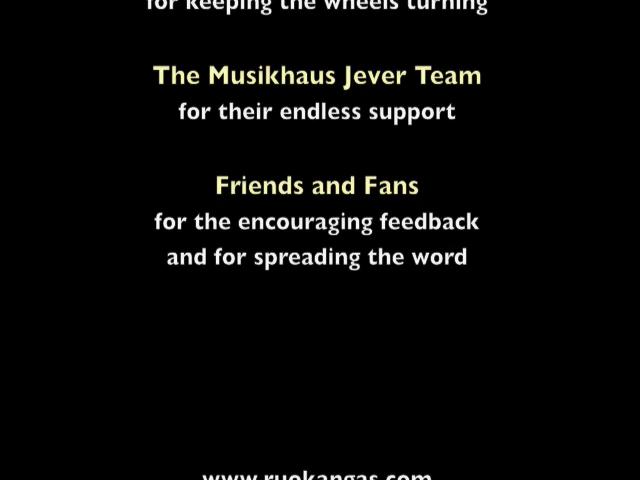 for keeping the wheels turning
The Musikhaus Jever Team
for their endless support
Friends and Fans
for the encouraging feedback
and for spreading the word
www.ruokangas.com